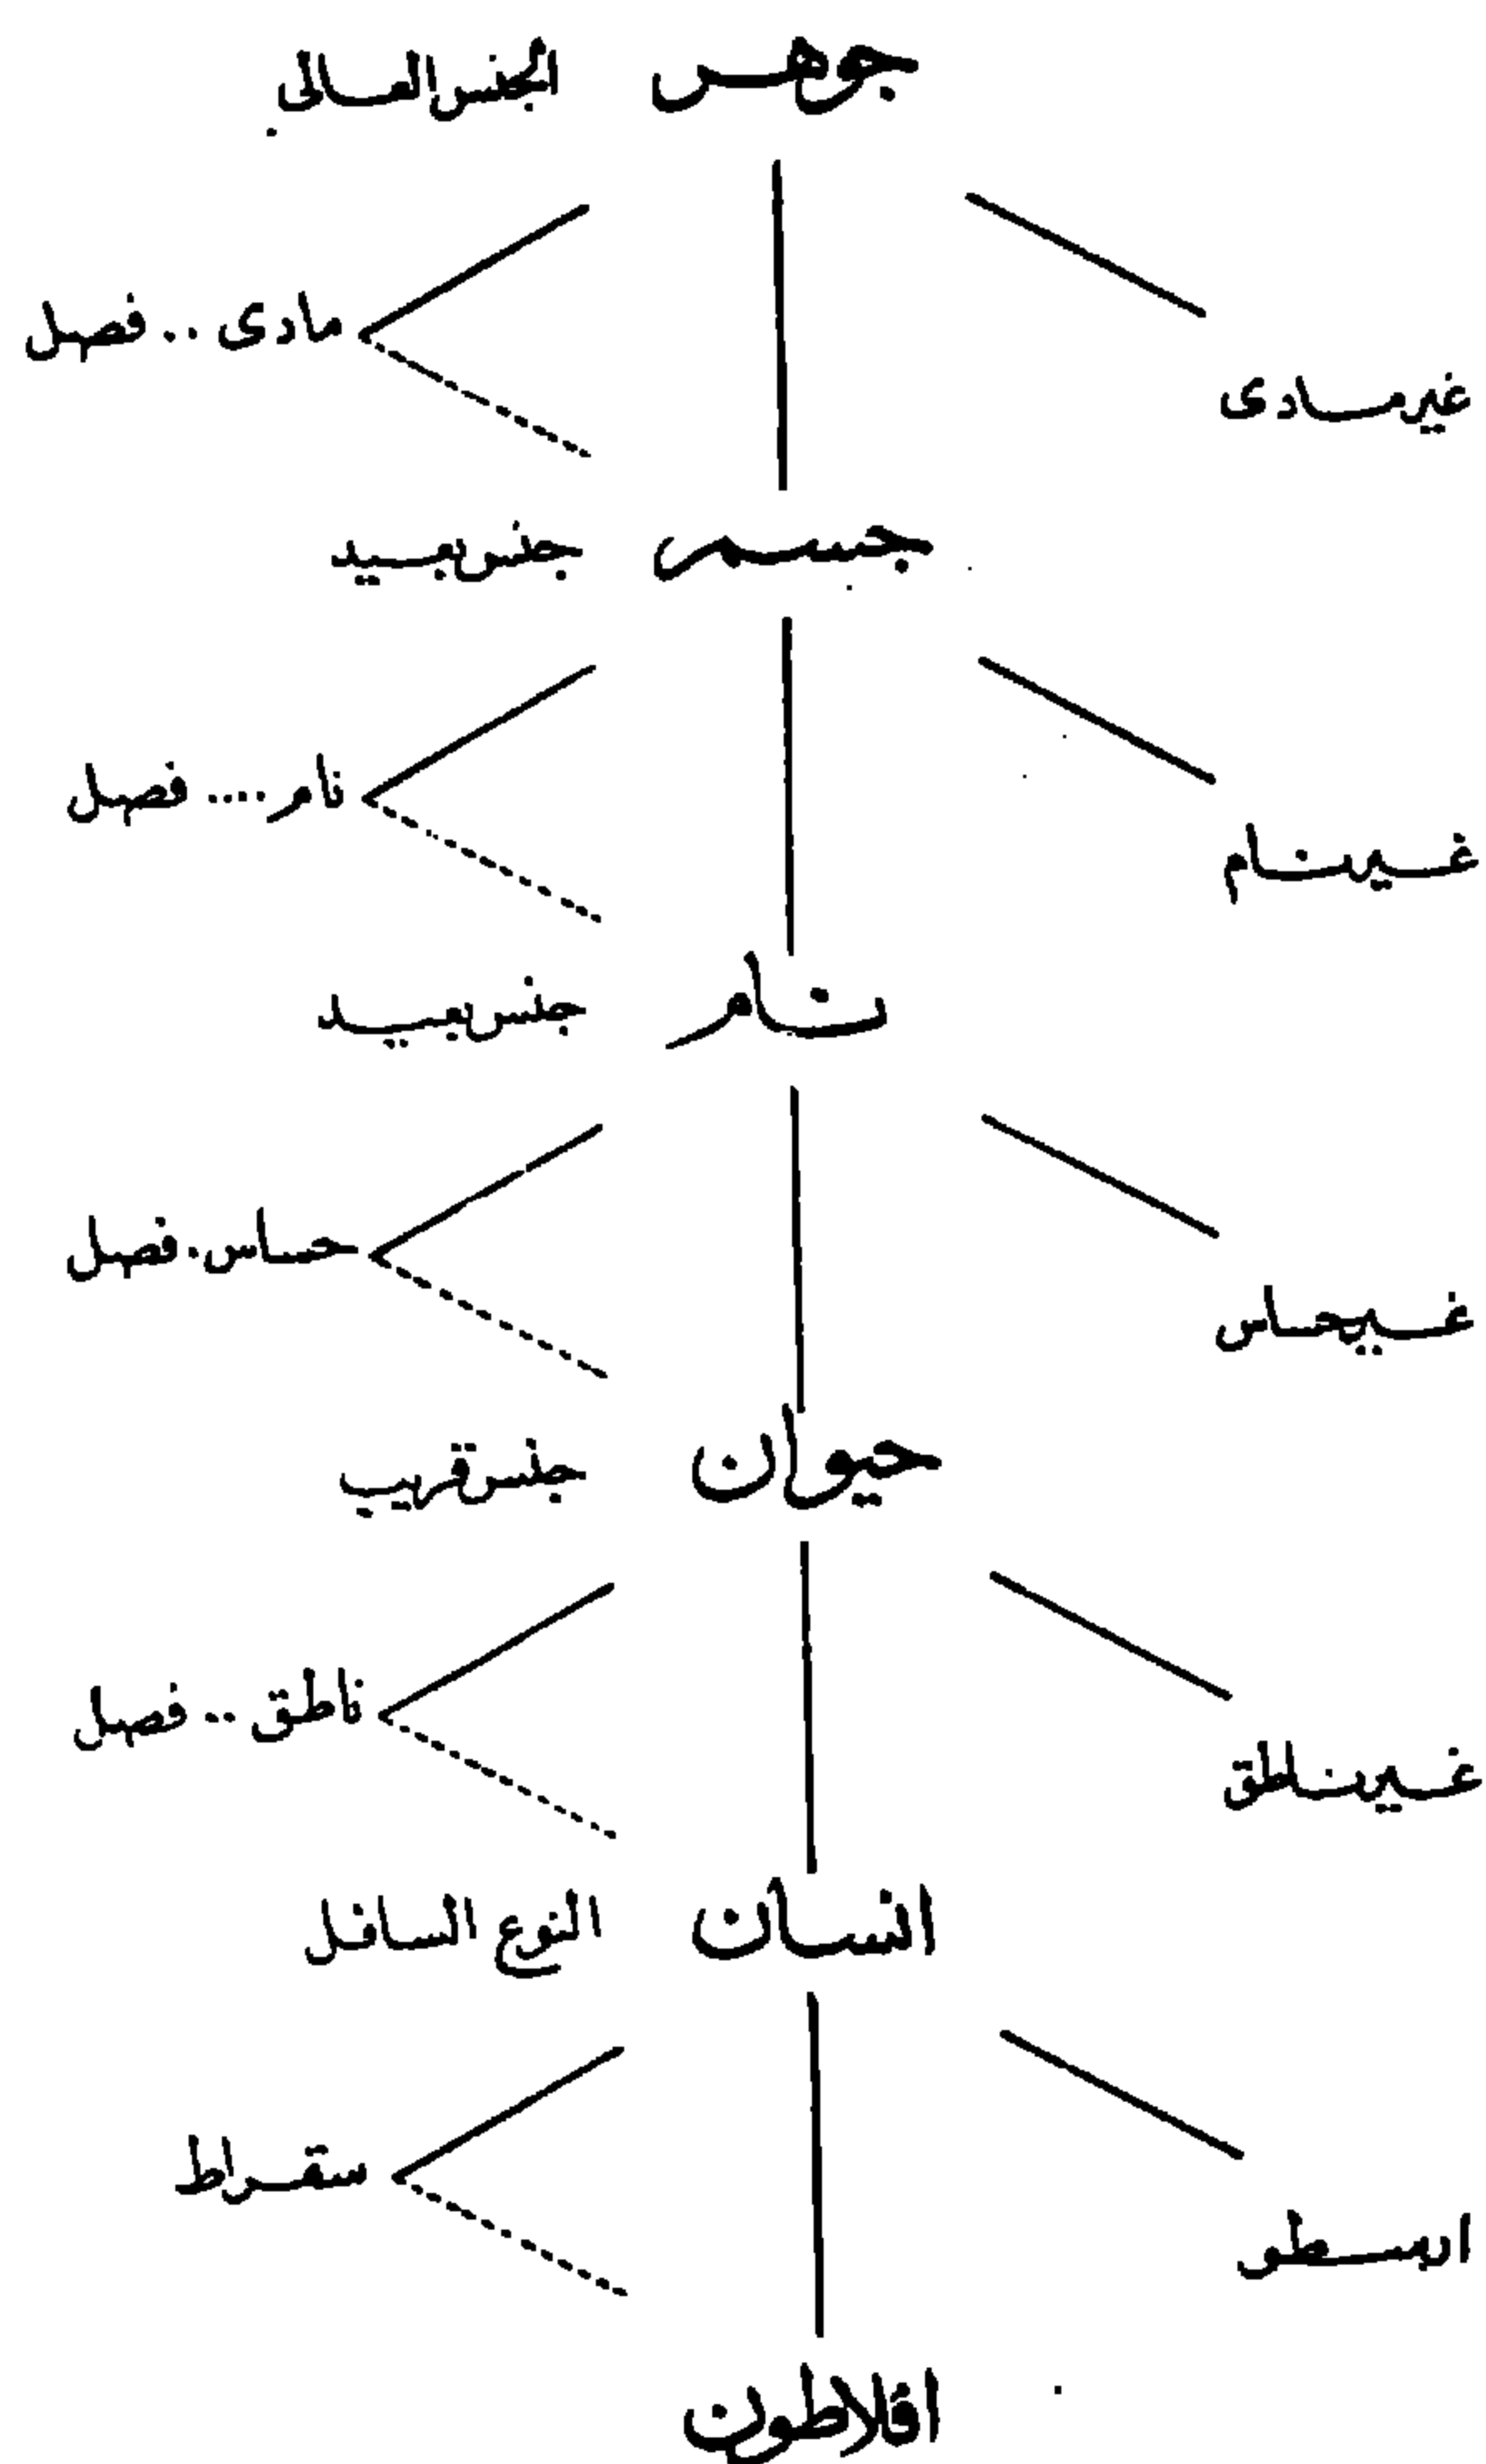 جوهر الجنس العالي
مادى .. فصل
غير مادى
جسم جنس بعيد
نام .... فصل
غير نام
نام جنس بعيد
حساس . فصل
غير حاس
حيوان جنس قريب
ناطق .. فصل
غير ناطق
انسان النوع السافل
سقراط
ارسطو
افلاطون